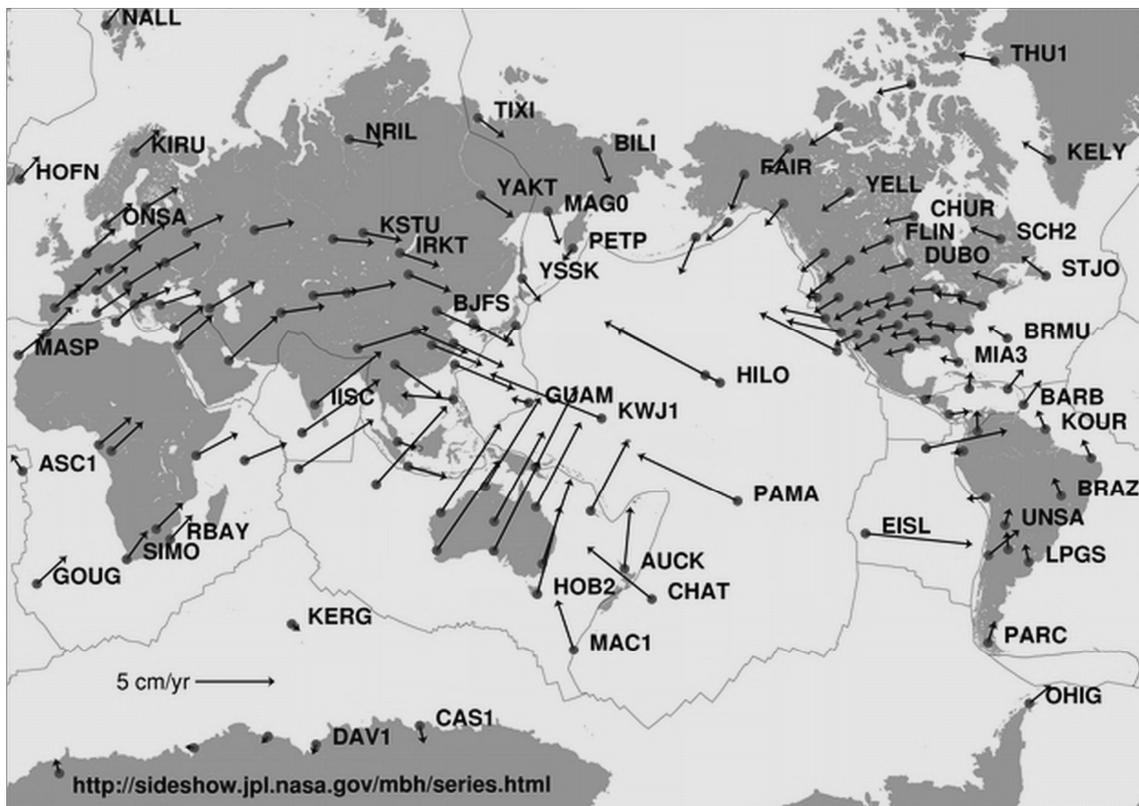 NALL
THU1
TIXI
NRIL
KIRU
BILI
FAIR
KELY
HOFN
YAKT
MAG0
YELL
ONSA
KSTU
CHUR
IRKT
PETP
FLIN
SCH2
DUBO
YSSK
STJO
BJFS
BRMU
MASP
MIA3
HILO
IISC
GUAM
BARB
KWJ1
KOUR
ASC1
BRAZ
PAMA
UNSA
EISL
RBAY
SIMO
LPGS
AUCK
GOUG
HOB2
CHAT
KERG
PARC
MAC1
5 cm/yr
OHIG
CAS1
DAV1
http://sideshow.jpl.nasa.gov/mbh/series.html